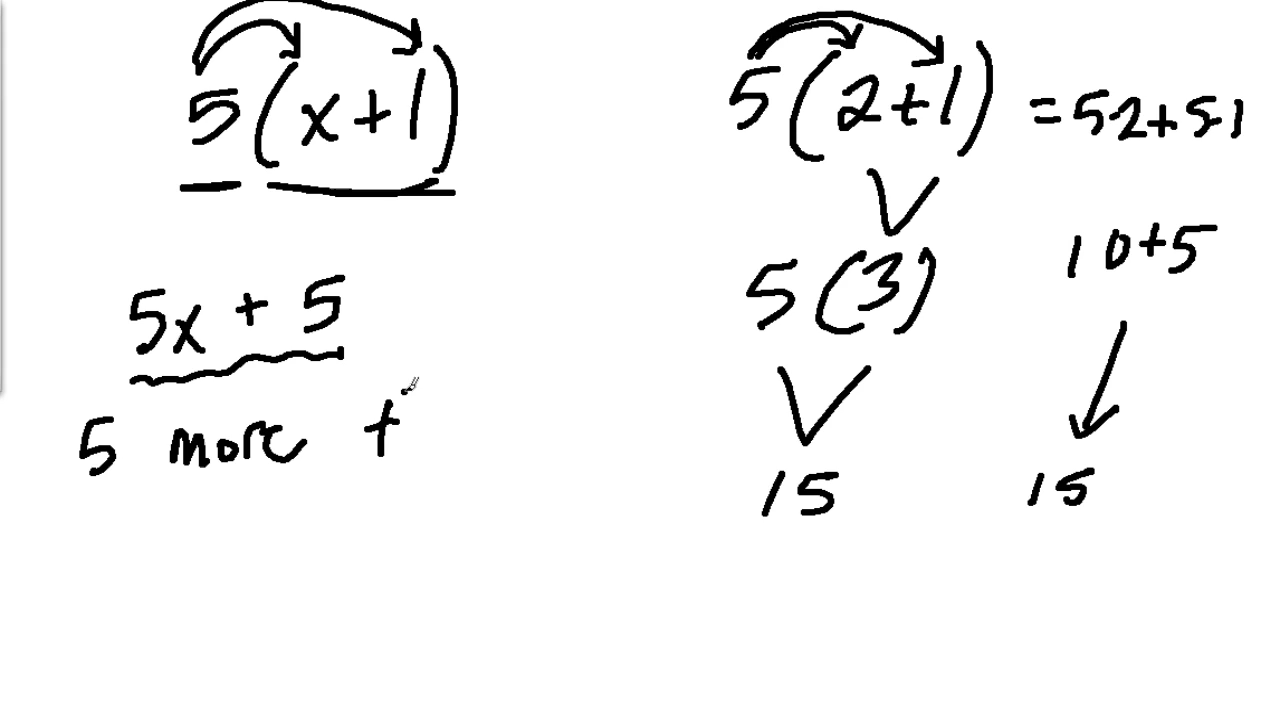 5(x+1)
5x + 5
5 more t
5(2+1) = 5·2+5·1
5(3)
10+5
15
15